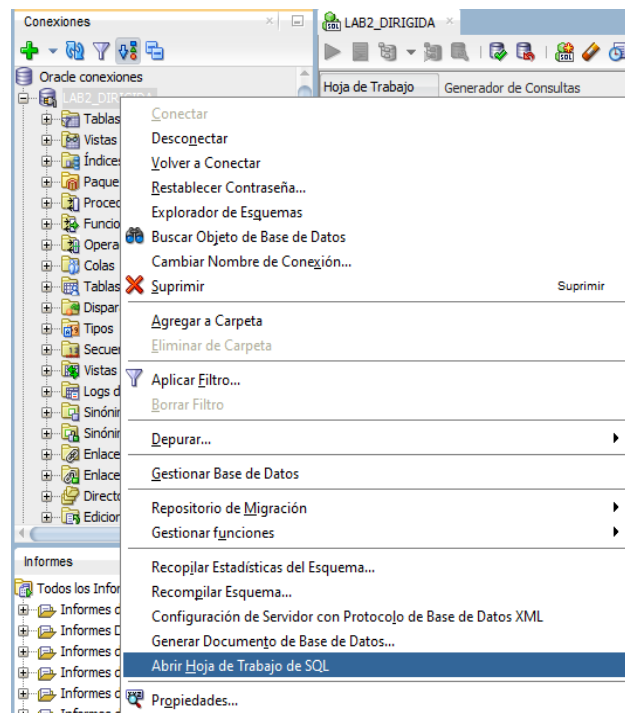 Conexiones
LAB2_DIRIGIDA
Oracle conexiones
Hoja de Trabajo Generador de Consultas
LAB2_DIRIGIDA
Tablas
Vistas
Índices
Paque
Proced
Funcio
Opera
Colas
Tablas
Dispar
Tipos
Secuen
Vistas
Logs d
Sinónim
Sinónim
Enlace
Enlace
Directo
Edicion
Conectar
Desconectar
Volver a Conectar
Restablecer Contraseña...
Explorador de Esquemas
Buscar Objeto de Base de Datos
Cambiar Nombre de Conexión...
Suprimir Suprimir
Agregar a Carpeta
Eliminar de Carpeta
Aplicar Filtro...
Borrar Filtro
Depurar...
Gestionar Base de Datos
Repositorio de Migración
Gestionar funciones
Recopilar Estadísticas del Esquema...
Recompilar Esquema...
Configuración de Servidor con Protocolo de Base de Datos XML
Generar Documento de Base de Datos...
Abrir Hoja de Trabajo de SQL
Propiedades...
Informes
Todos los Infor
Informes d
Informes D
Informes d
Informes d
Informes d